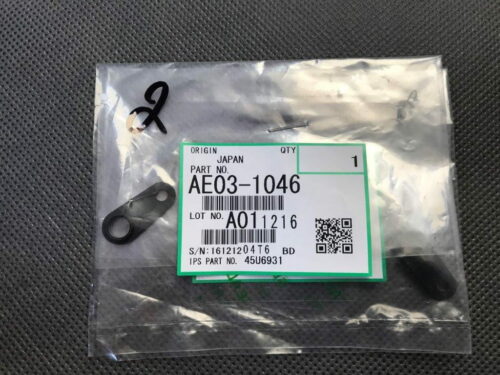 2
ORIGIN QTY
JAPAN 1
PART NO.
AE03-1046
LOT NO. A011216
S/N:1612120476 BD
IPS PART NO. 45U6931